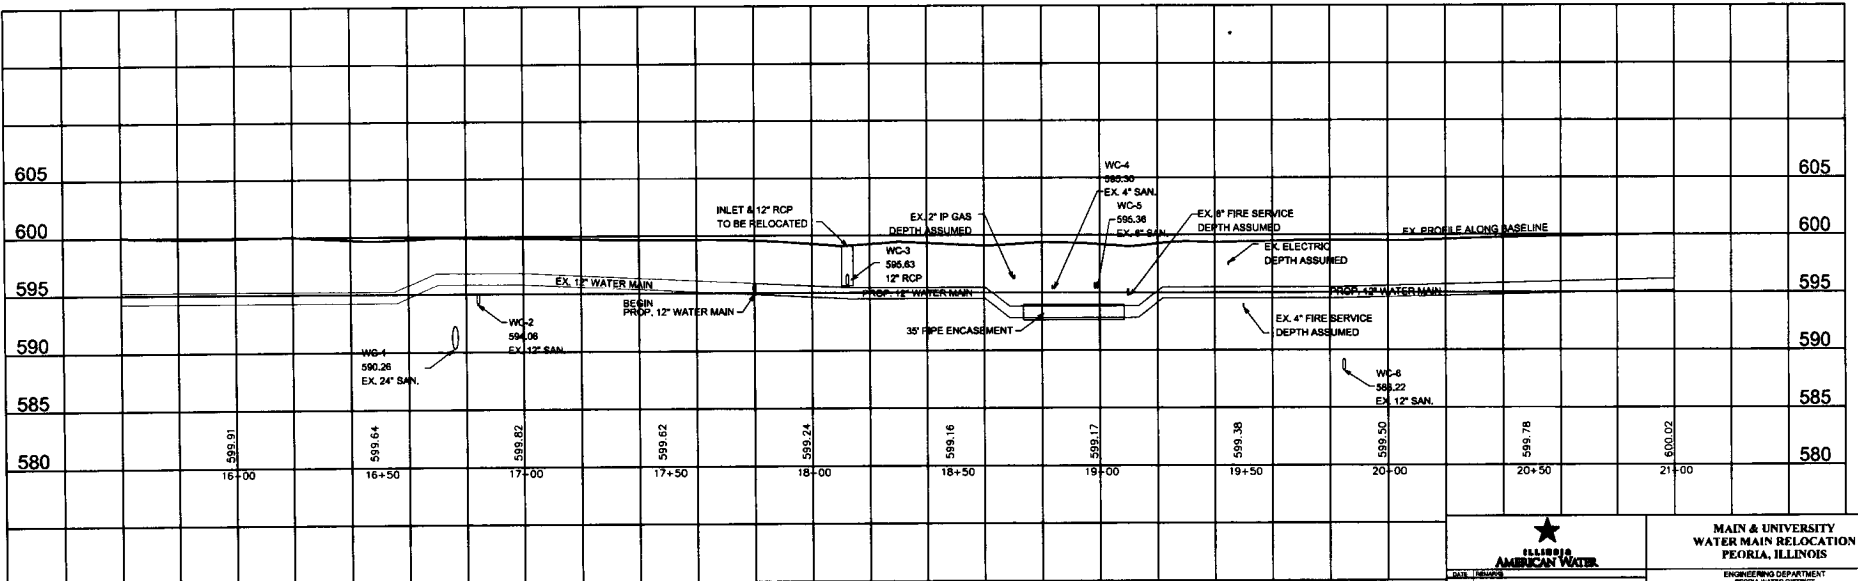 605
600
595
590
585
580
605
600
595
590
585
580
INLET & 12" RCP
TO BE RELOCATED
WC-3
595.63
12" RCP
EX. 2" IP GAS
DEPTH ASSUMED
WC-4
595.30
EX. 4" SAN.
WC-5
595.36
EX. 6" SAN.
EX. 8" FIRE SERVICE
DEPTH ASSUMED
EX. ELECTRIC
DEPTH ASSUMED
EX. PROFILE ALONG BASELINE
EX. 12" WATER MAIN
BEGIN
PROP. 12" WATER MAIN
PROP. 12" WATER MAIN
PROP. 12" WATER MAIN
35' PIPE ENCASEMENT
EX. 4" FIRE SERVICE
DEPTH ASSUMED
WC-2
594.08
EX. 12" SAN.
WC-1
590.26
EX. 24" SAN.
WC-6
EX. 12" SAN.
599.91
599.64
599.82
599.62
599.24
599.16
599.17
599.38
599.50
599.78
600.02
16+00
16+50
17+00
17+50
18+00
18+50
19+00
19+50
20+00
20+50
21+00
ILLINOIS
AMERICAN WATER
MAIN & UNIVERSITY
WATER MAIN RELOCATION
PEORIA, ILLINOIS
DATE REMARKS
ENGINEERING DEPARTMENT